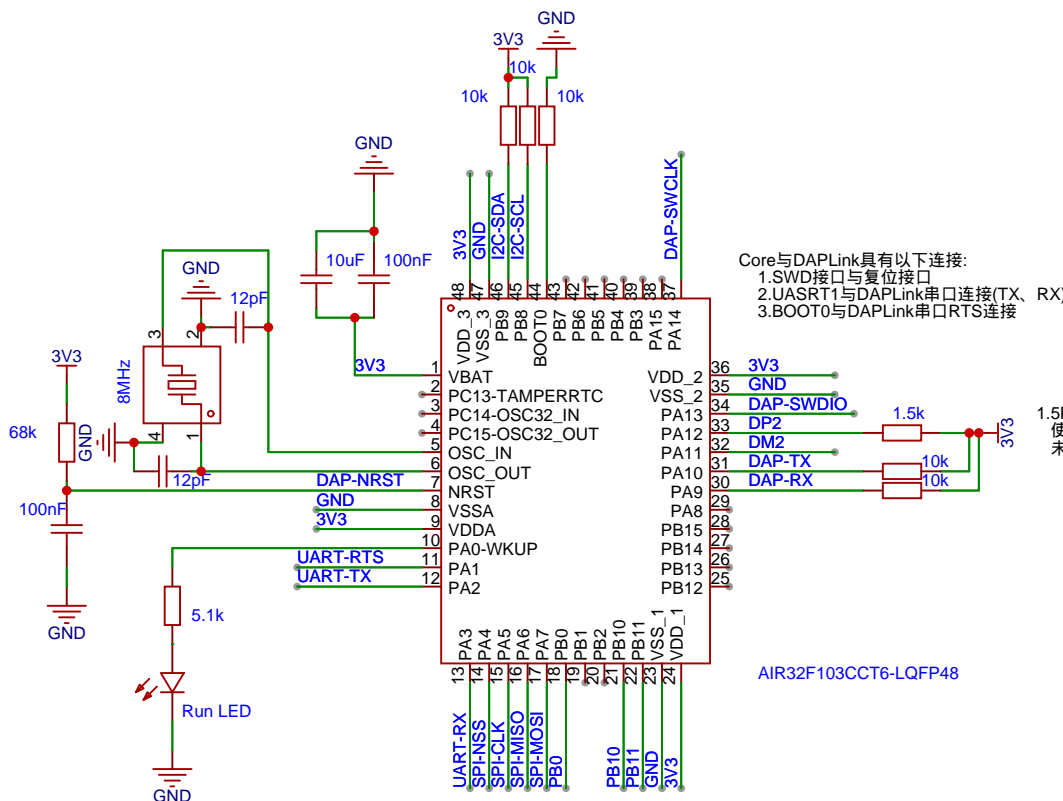 GND
3V3
10k
10k
10k
GND
3V3
GND
I2C-SDA
I2C-SCL
DAP-SWCLK
10uF
100nF
GND
12pF
3
2
8MHz
4
1
GND
12pF
3V3
68k
100nF
GND
3V3
DAP-NRST
GND
3V3
UART-RTS
UART-TX
5.1k
Run LED
GND
48
47
46
45
44
43
42
41
40
39
38
37
VDD_3
VSS_3
PB9
PB8
BOOT0
PB7
PB6
PB5
PB4
PB3
PA15
PA14
1 VBAT
2 PC13-TAMPERRTC
3 PC14-OSC32_IN
4 PC15-OSC32_OUT
5 OSC_IN
6 OSC_OUT
7 NRST
8 VSSA
9 VDDA
10 PA0-WKUP
11 PA1
12 PA2
VDD_2 36 3V3
VSS_2 35 GND
PA13 34 DAP-SWDIO
PA12 33 DP2
PA11 32 DM2
PA10 31 DAP-TX
PA9 30 DAP-RX
PA8 29
PB15 28
PB14 27
PB13 26
PB12 25
1.5k
10k
10k
3V3
PA3
PA4
PA5
PA6
PA7
PB0
PB1
PB2
PB10
PB11
VSS_1
VDD_1
13
14
15
16
17
18
19
20
21
22
23
24
UART-RX
SPI-NSS
SPI-CLK
SPI-MISO
SPI-MOSI
PB0
PB10
PB11
GND
3V3
AIR32F103CCT6-LQFP48
Core与DAPLink具有以下连接:
1.SWD接口与复位接口
2.UASRT1与DAPLink串口连接(TX、RX)
3.BOOT0与DAPLink串口RTS连接
使
未